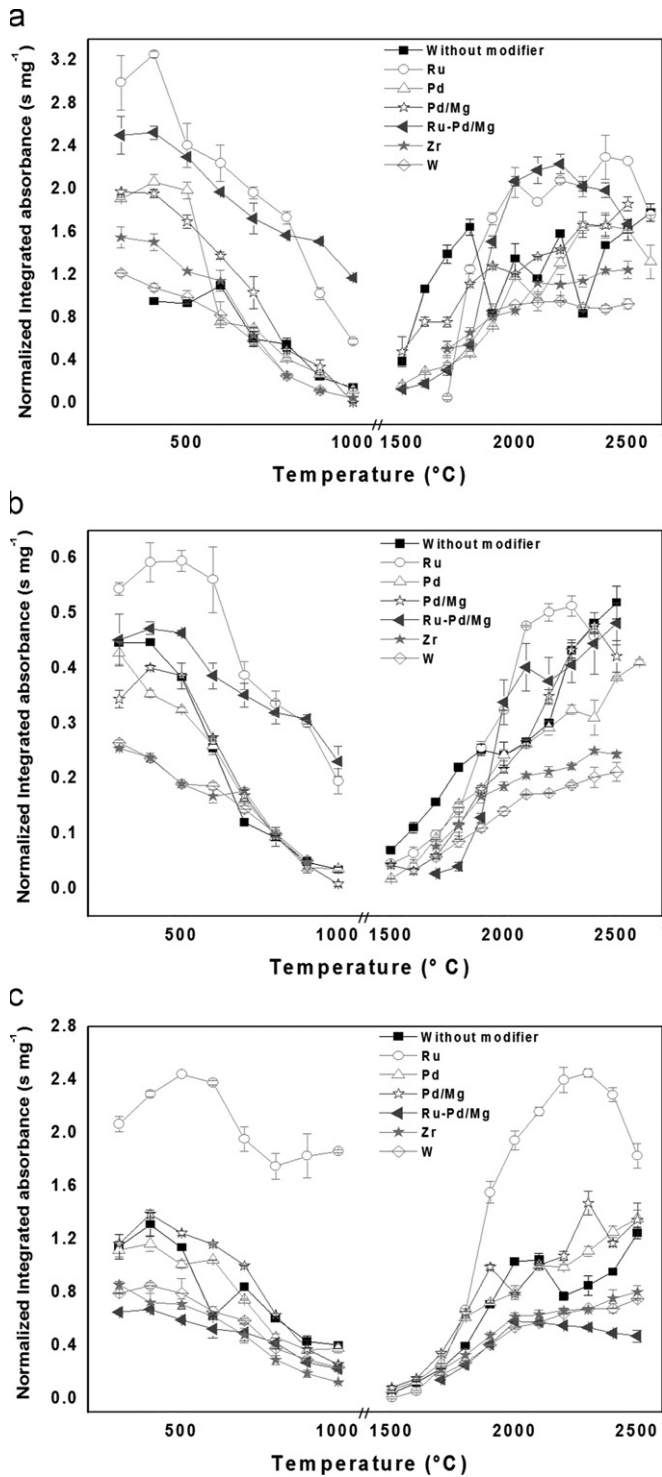 a
Normalized Integrated absorbance (s mg⁻¹)
3.2
2.8
2.4
2.0
1.6
1.2
0.8
0.4
0.0
Without modifier
Ru
Pd
Pd/Mg
Ru-Pd/Mg
Zr
W
500 1000 // 1500 2000 2500
Temperature (°C)
b
Normalized Integrated absorbance (s mg⁻¹)
0.6
0.5
0.4
0.3
0.2
0.1
0.0
Without modifier
Ru
Pd
Pd/Mg
Ru-Pd/Mg
Zr
W
500 1000 // 1500 2000 2500
Temperature (° C)
c
Normalized Integrated absorbance (s mg⁻¹)
2.8
2.4
2.0
1.6
1.2
0.8
0.4
0.0
Without modifier
Ru
Pd
Pd/Mg
Ru-Pd/Mg
Zr
W
500 1000 // 1500 2000 2500
Temperature (°C)